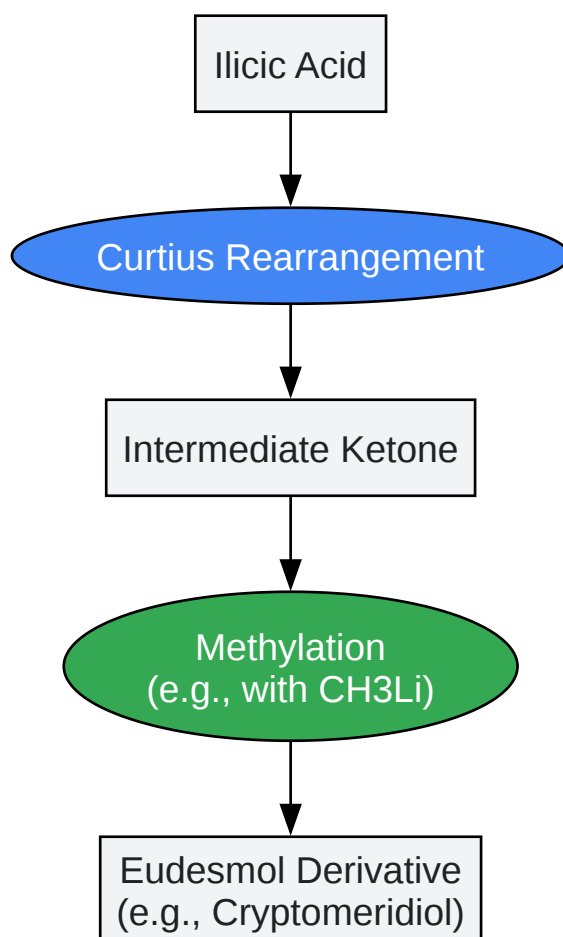 Ilicic Acid
Curtius Rearrangement
Intermediate Ketone
Methylation
(e.g., with CH3Li)
Eudesmol Derivative
(e.g., Cryptomeridiol)